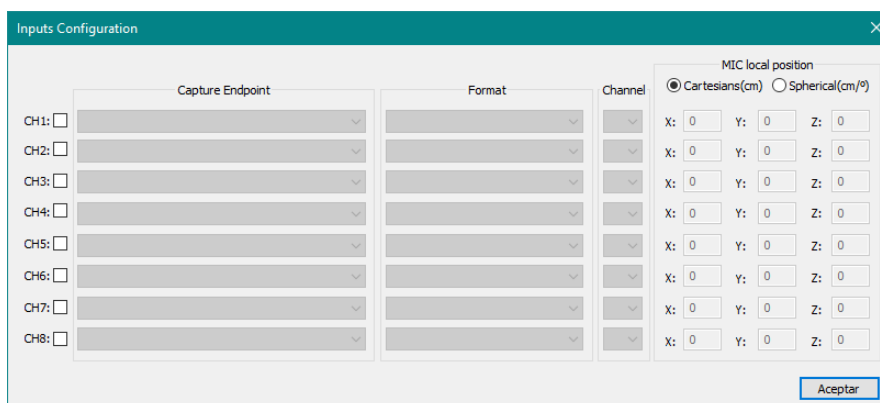 Inputs Configuration
MIC local position
Capture Endpoint Format Channel Cartesians(cm) Spherical(cm/º)
CH1: X: 0 Y: 0 Z: 0
CH2: X: 0 Y: 0 Z: 0
CH3: X: 0 Y: 0 Z: 0
CH4: X: 0 Y: 0 Z: 0
CH5: X: 0 Y: 0 Z: 0
CH6: X: 0 Y: 0 Z: 0
CH7: X: 0 Y: 0 Z: 0
CH8: X: 0 Y: 0 Z: 0
Aceptar